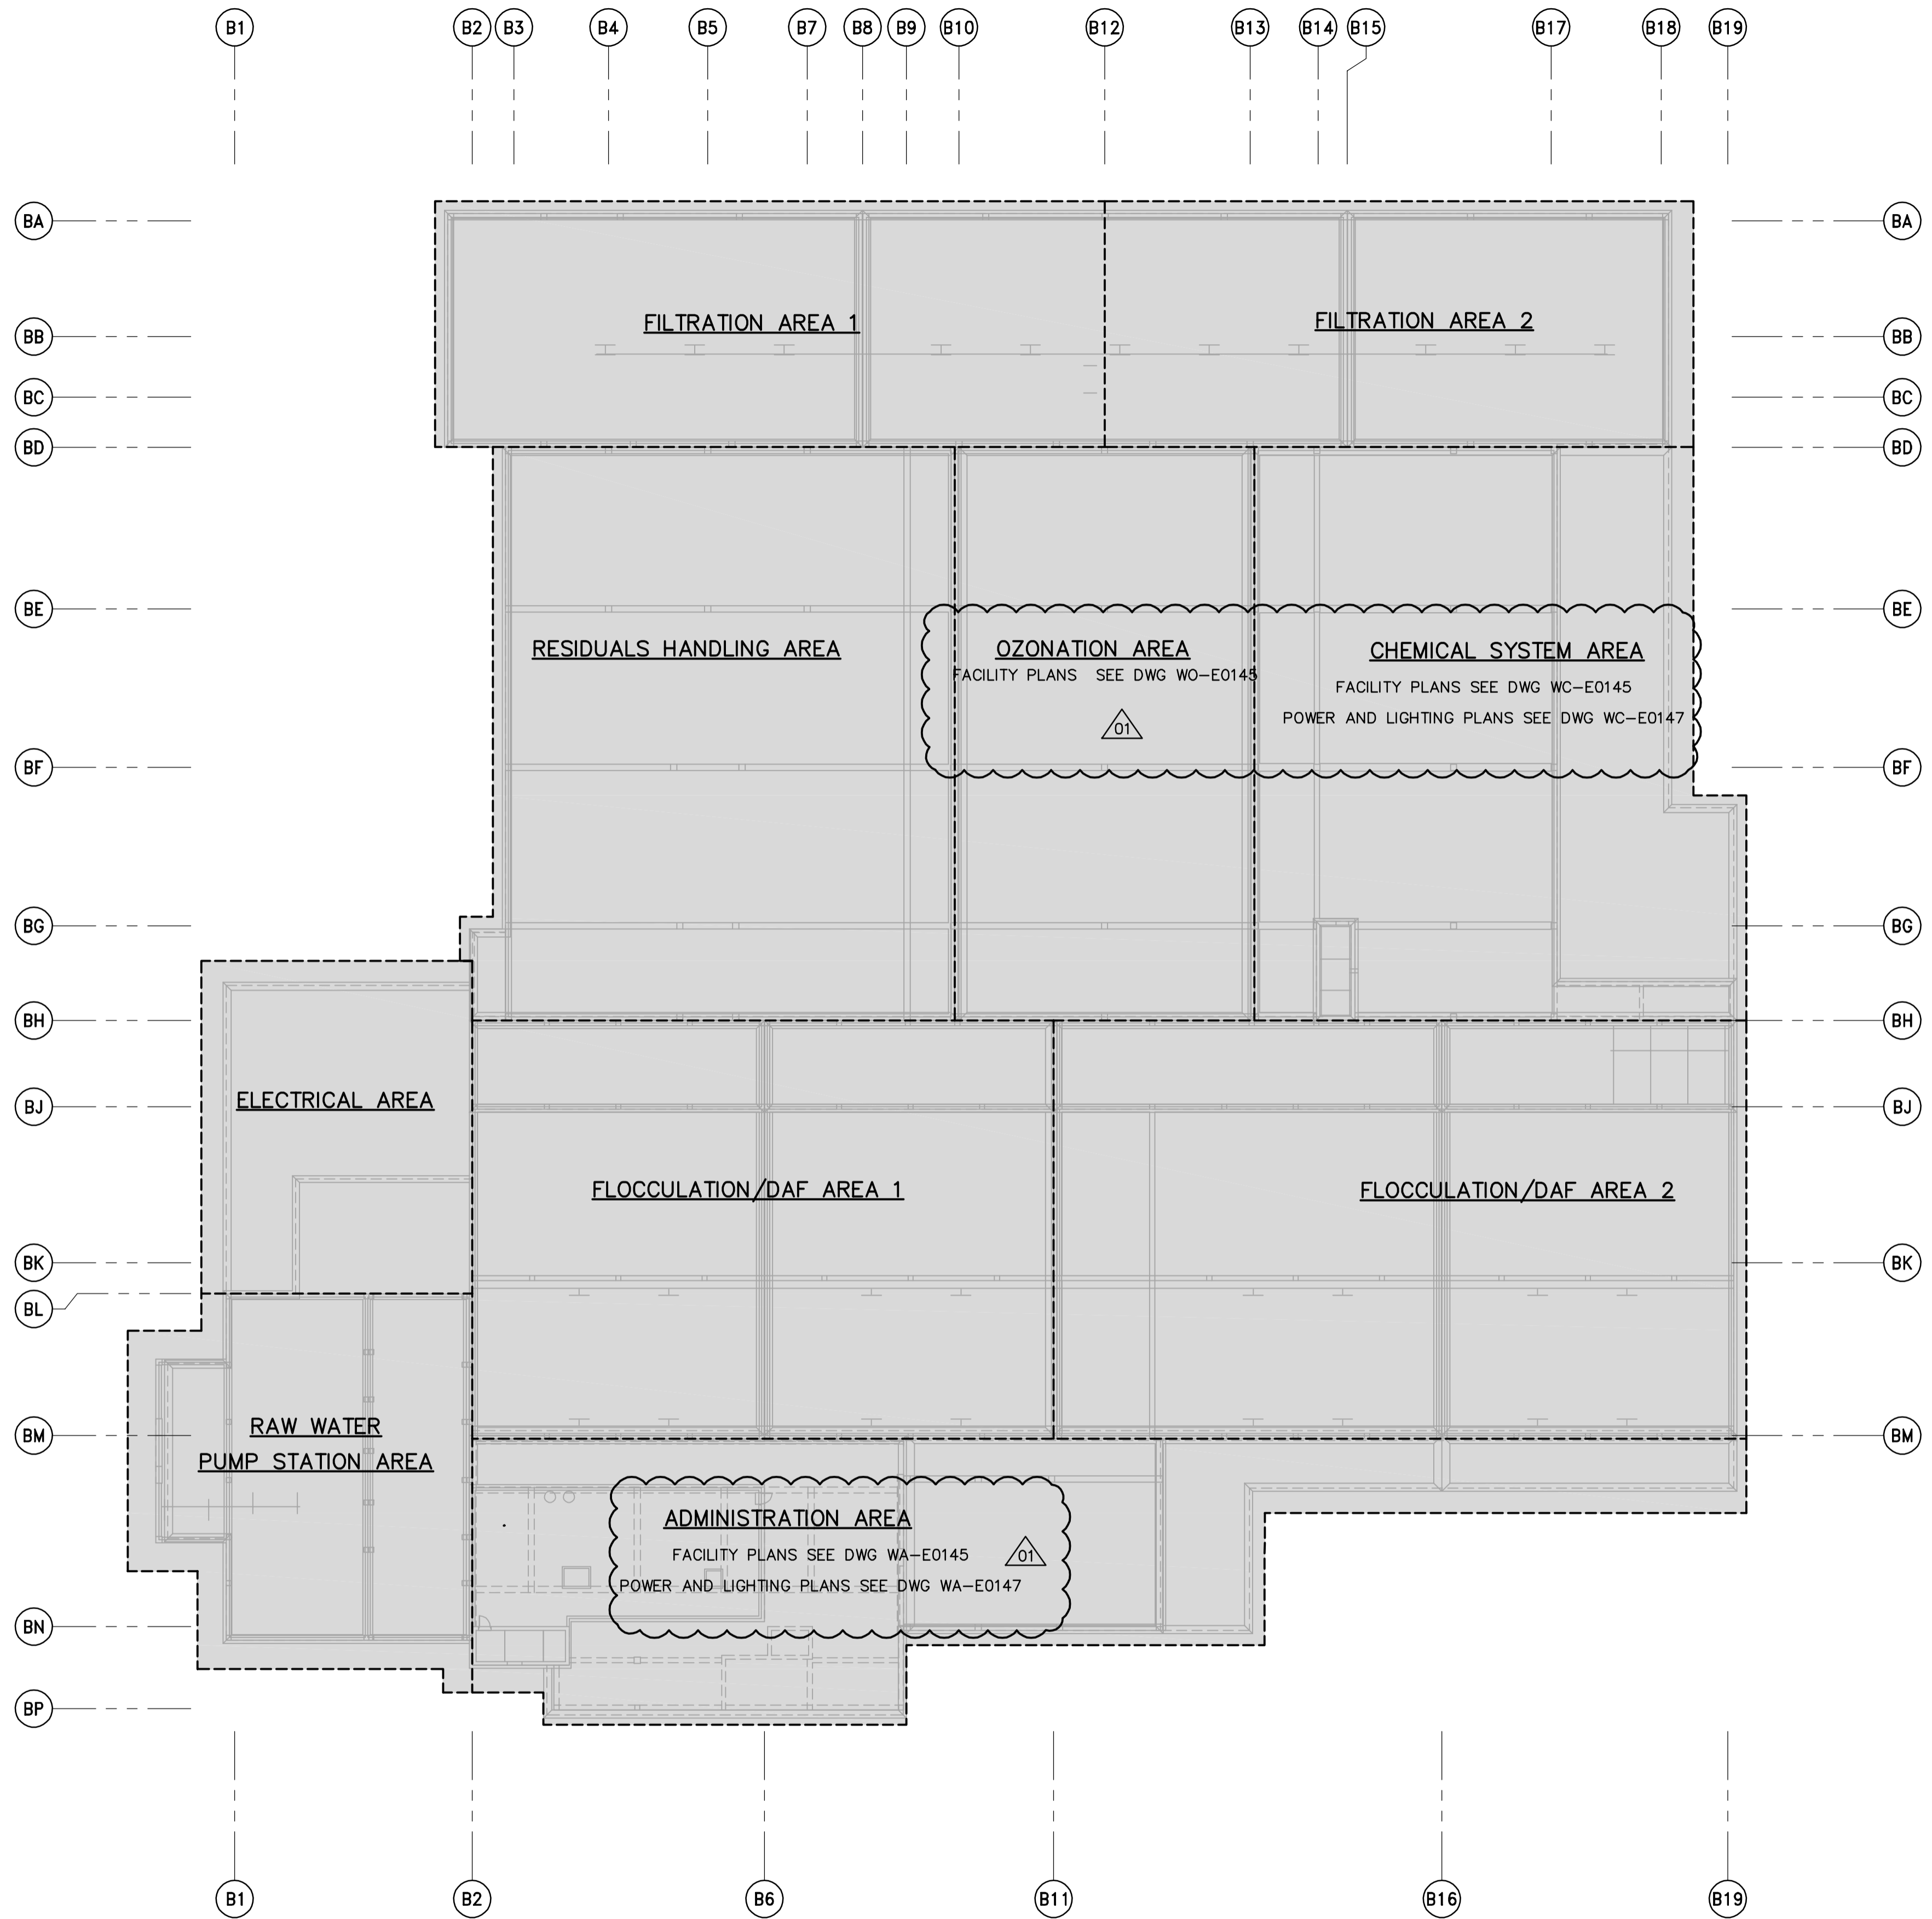 B1 B2 B3 B4 B5 B7 B8 B9 B10 B12 B13 B14 B15 B17 B18 B19
BA BA
FILTRATION AREA 1 FILTRATION AREA 2
BB BB
BC BC
BD BD
BE BE
RESIDUALS HANDLING AREA OZONATION AREA CHEMICAL SYSTEM AREA
FACILITY PLANS SEE DWG WO-E0145
FACILITY PLANS SEE DWG WC-E0145
01
POWER AND LIGHTING PLANS SEE DWG WC-E0147
BF BF
BG BG
BH BH
ELECTRICAL AREA
BJ BJ
FLOCCULATION/DAF AREA 1 FLOCCULATION/DAF AREA 2
BK BK
BL
RAW WATER
PUMP STATION AREA
BM BM
ADMINISTRATION AREA
FACILITY PLANS SEE DWG WA-E0145
01
POWER AND LIGHTING PLANS SEE DWG WA-E0147
BN
BP
B1 B2 B6 B11 B16 B19